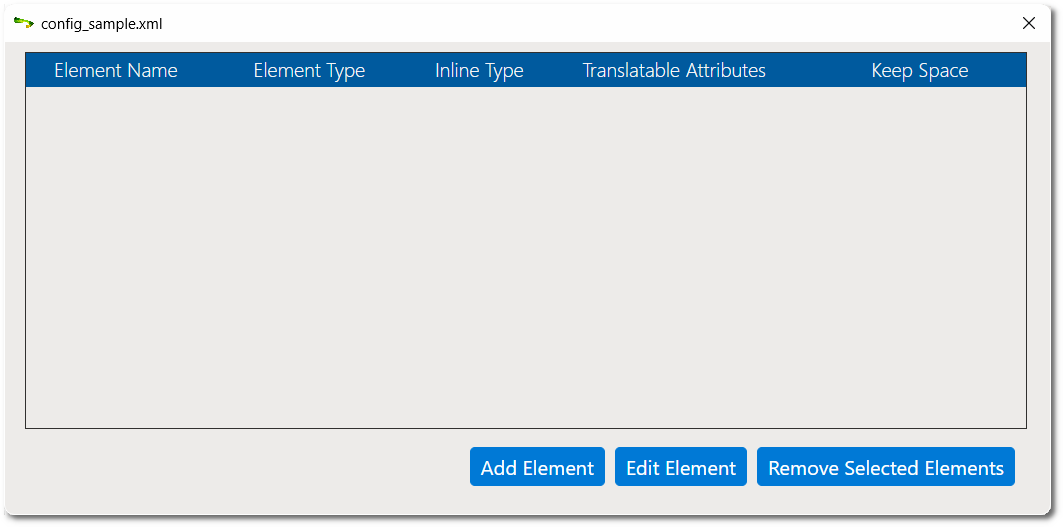 config_sample.xml
Element Name Element Type Inline Type Translatable Attributes Keep Space
Add Element Edit Element Remove Selected Elements